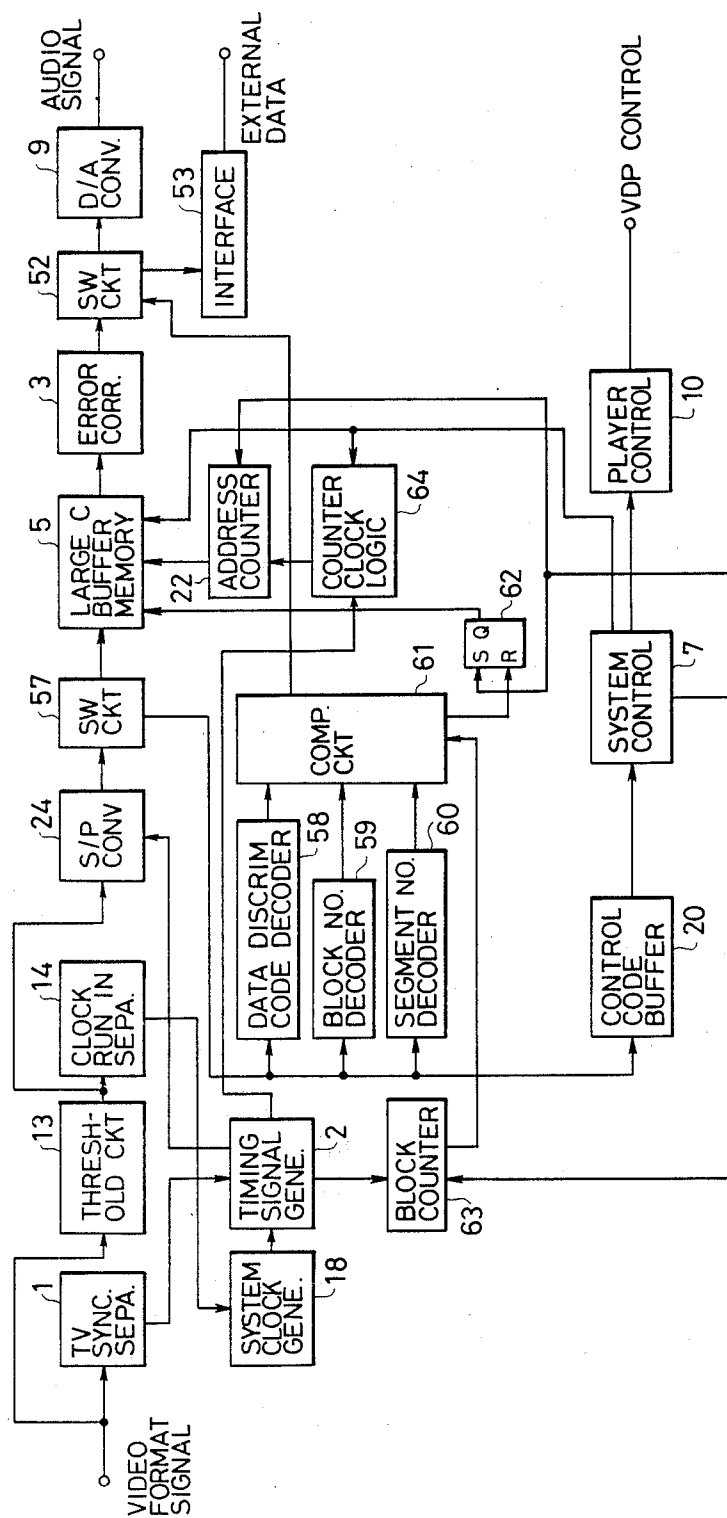 VIDEO
FORMAT
SIGNAL
1
TV
SYNC.
SEPA.
13
THRESH-
OLD CKT
14
CLOCK
RUN IN
SEPA.
24
S/P
CONV
57
SW
CKT
5
LARGE C
BUFFER
MEMORY
3
ERROR
CORR.
52
SW
CKT
9
D/A
CONV.
AUDIO
SIGNAL
53
INTERFACE
EXTERNAL
DATA
18
SYSTEM
CLOCK
GENE.
2
TIMING
SIGNAL
GENE.
63
BLOCK
COUNTER
58
DATA DISCRIM
CODE DECODER
59
BLOCK NO.
DECODER
60
SEGMENT NO.
DECODER
61
COMP.
CKT
62
S Q
R
22
ADDRESS
COUNTER
64
COUNTER
CLOCK
LOGIC
20
CONTROL
CODE
BUFFER
7
SYSTEM
CONTROL
10
PLAYER
CONTROL
VDP CONTROL